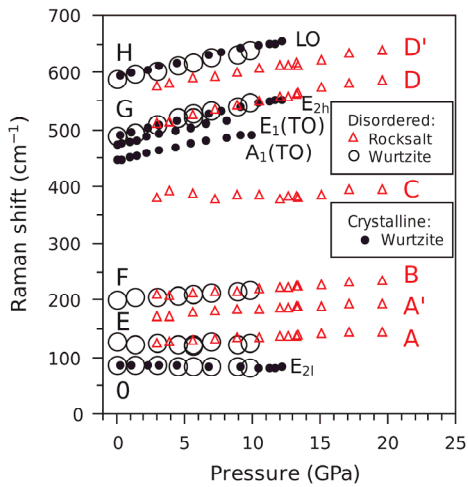 700
600
500
400
300
200
100
0
Raman shift (cm⁻¹)
0
5
10
15
20
25
Pressure (GPa)
H
LO
D'
D
G
E₂ₕ
E₁(TO)
A₁(TO)
Disordered:
Rocksalt
Wurtzite
C
Crystalline:
Wurtzite
F
B
A'
E
A
E₂ₗ
0